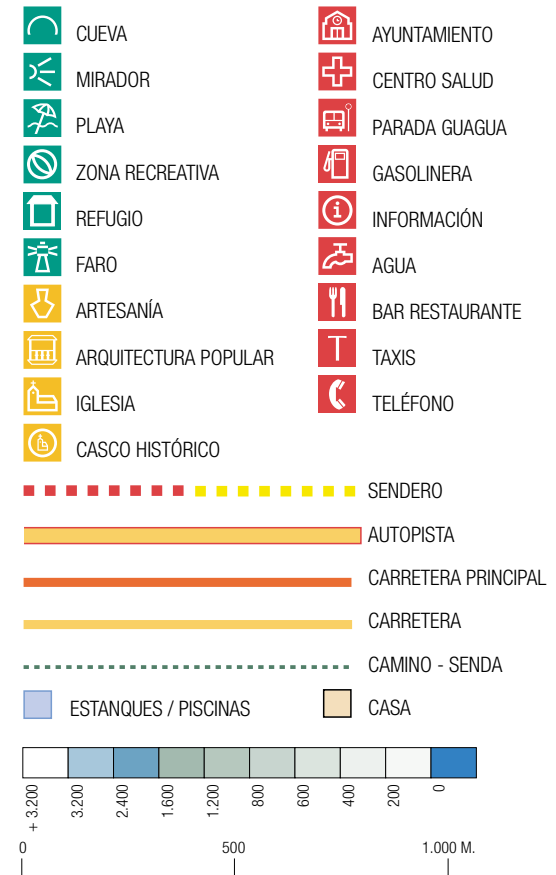 CUEVA
MIRADOR
PLAYA
ZONA RECREATIVA
REFUGIO
FARO
ARTESANÍA
ARQUITECTURA POPULAR
IGLESIA
CASCO HISTÓRICO
AYUNTAMIENTO
CENTRO SALUD
PARADA GUAGUA
GASOLINERA
INFORMACIÓN
AGUA
BAR RESTAURANTE
T
TAXIS
TELÉFONO
SENDERO
AUTOPISTA
CARRETERA PRINCIPAL
CARRETERA
CAMINO - SENDA
ESTANQUES / PISCINAS
CASA
+ 3.200
3.200
2.400
1.600
1.200
800
600
400
200
0
0
500
1.000 M.